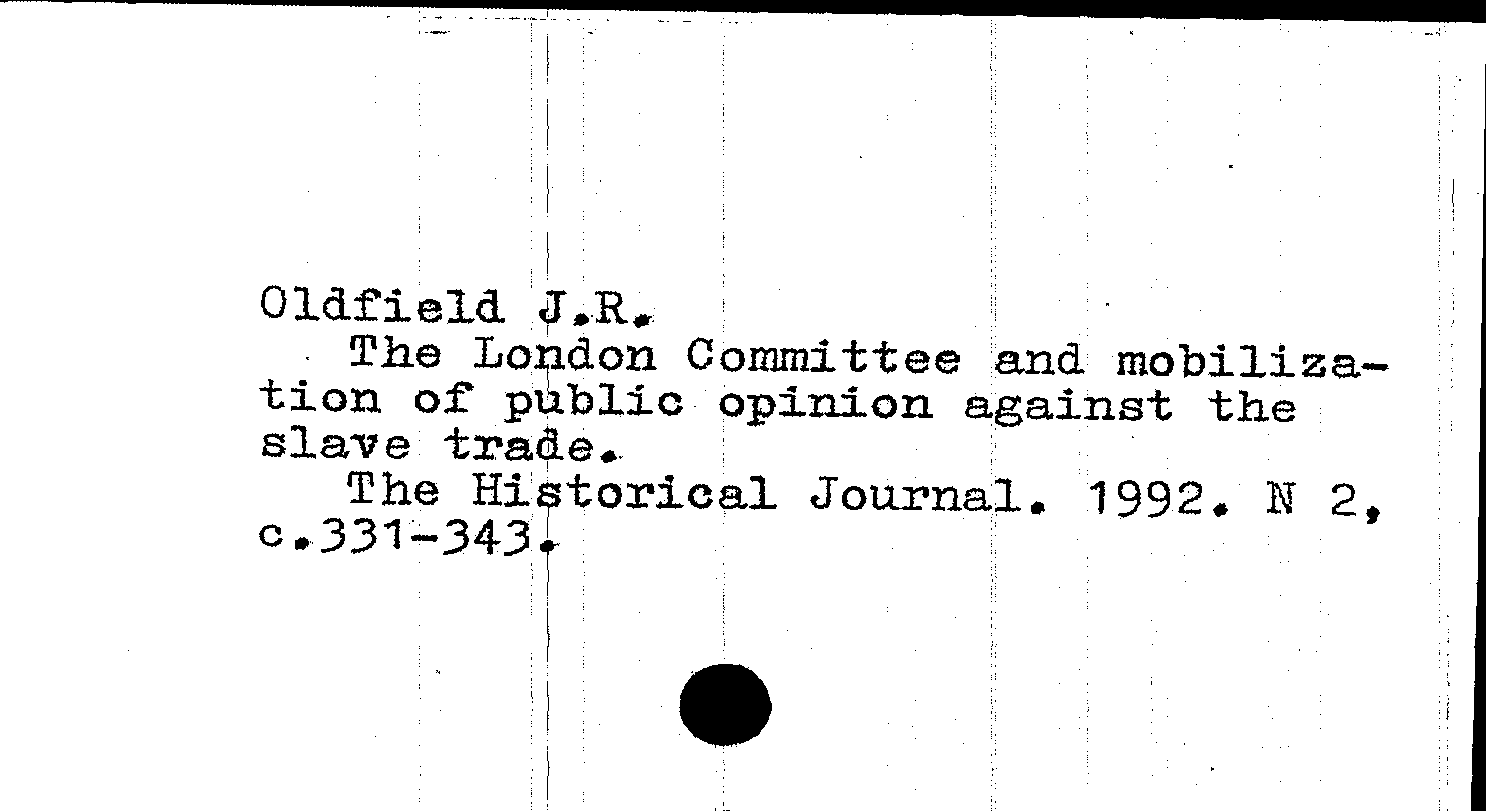 Oldfield J.R.
The London Committee and mobiliza-
tion of public opinion against the
slave trade.
The Historical Journal. 1992. N 2,
c.331-343.